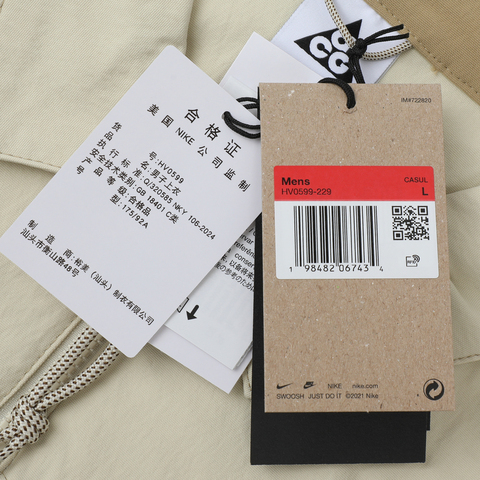 合格证
美国 NIKE 公司监制
货号: HV0599
品名: 男子上衣
执行标准: Q/320585 NKY 106-2024
安全技术类别: GB 18401 C类
产品等级: 合格品
号型: 175/92A
制造商: 裕美（汕头）制衣有限公司
汕头市衡山路48号
IM#722820
Mens
CASUL
HV0599-229
L
1 98482 06743 4
NIKE
nike.com
SWOOSH JUST DO IT ©2021 Nike